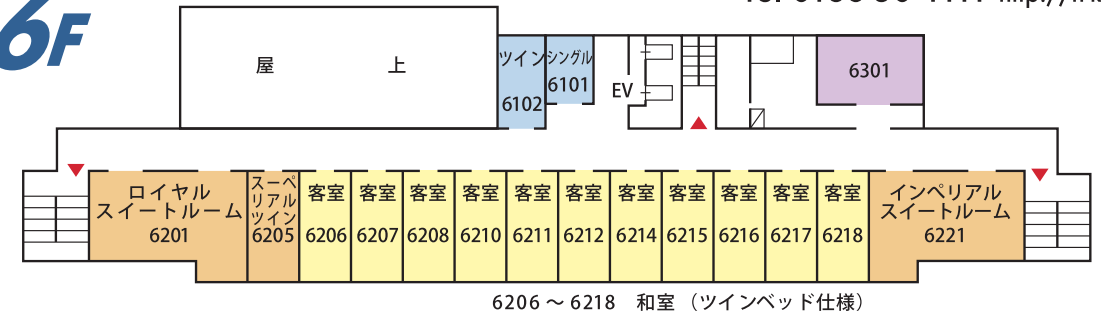 6F
屋 上
ツイン
6102
シングル
6101
EV
6301
ロイヤル
スイートルーム
6201
スーペ
リアル
ツイン
6205
客室
6206
客室
6207
客室
6208
客室
6210
客室
6211
客室
6212
客室
6214
客室
6215
客室
6216
客室
6217
客室
6218
インペリアル
スイートルーム
6221
6206 ～ 6218 和室 （ツインベッド仕様）